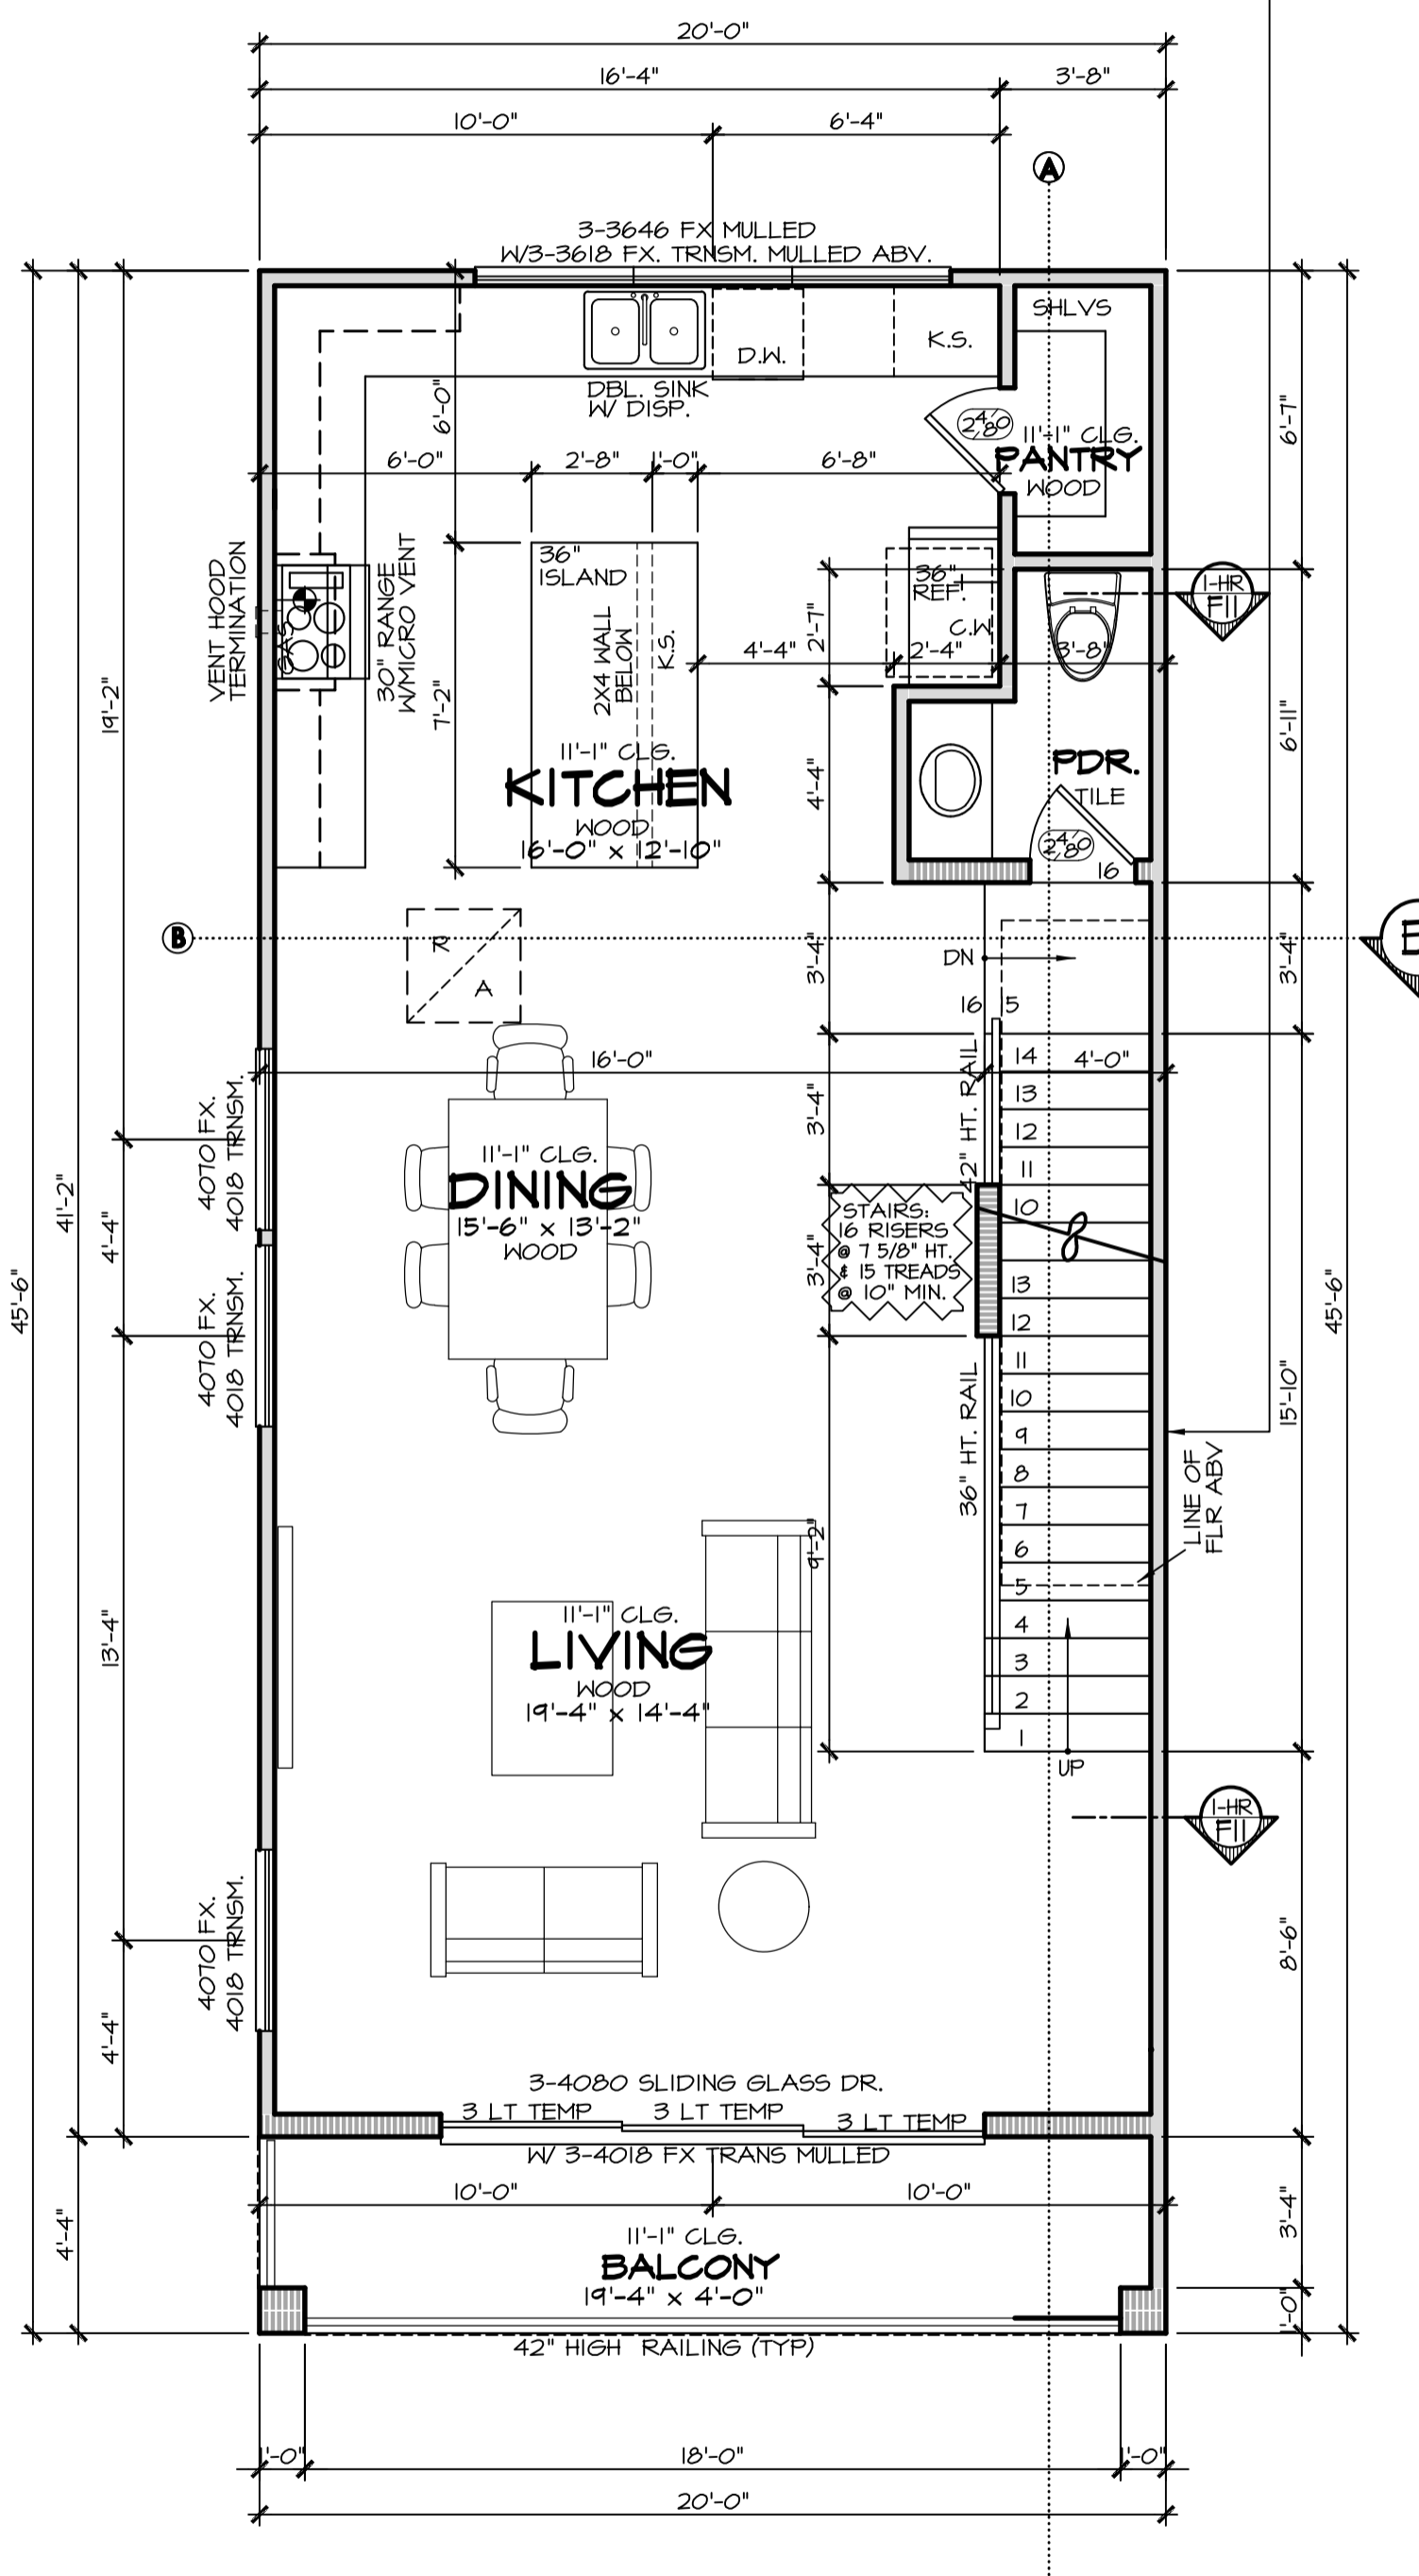 20'-0"
16'-4"
3'-8"
10'-0"
6'-4"
A
3-3646 FX MULLED
W/3-3618 FX. TRNSM. MULLED ABV.
SHLVS
K.S.
D.W.
DBL. SINK
W/ DISP.
2480
11'-1" CLG.
PANTRY
WOOD
6'-0"
6'-0"
2'-8"
1'-0"
6'-8"
6'-7"
VENT HOOD
TERMINATION
GAS
30" RANGE
W/MICRO VENT
36"
ISLAND
2X4 WALL
BELOW
K.S.
36"
REF.
C.W
1-HR
F11
2'-7"
4'-4"
2'-4"
3'-8"
19'-2"
7'-2"
6'-11"
11'-1" CLG.
KITCHEN
WOOD
16'-0" x 12'-10"
4'-4"
PDR.
TILE
2480
16
B
R
A
DN
3'-4"
3'-4"
16
15
16'-0"
4'-0"
42" HT. RAIL
14
13
12
11
10
3'-4"
4070 FX.
4018 TRNSM.
11'-1" CLG.
DINING
15'-6" x 13'-2"
WOOD
41'-2"
4'-4"
45'-6"
45'-6"
STAIRS:
16 RISERS
@ 7 5/8" HT.
& 15 TREADS
@ 10" MIN.
3'-4"
4070 FX.
4018 TRNSM.
13
12
11
10
9
8
7
6
5
4
3
2
1
UP
36" HT. RAIL
15'-10"
LINE OF
FLR ABV
9'-2"
13'-4"
11'-1" CLG.
LIVING
WOOD
19'-4" x 14'-4"
1-HR
F11
4070 FX.
4018 TRNSM.
8'-6"
4'-4"
3-4080 SLIDING GLASS DR.
3 LT TEMP
3 LT TEMP
3 LT TEMP
W/ 3-4018 FX TRANS MULLED
10'-0"
10'-0"
4'-4"
3'-4"
11'-1" CLG.
BALCONY
19'-4" x 4'-0"
1'-0"
42" HIGH RAILING (TYP)
1'-0"
18'-0"
1'-0"
20'-0"